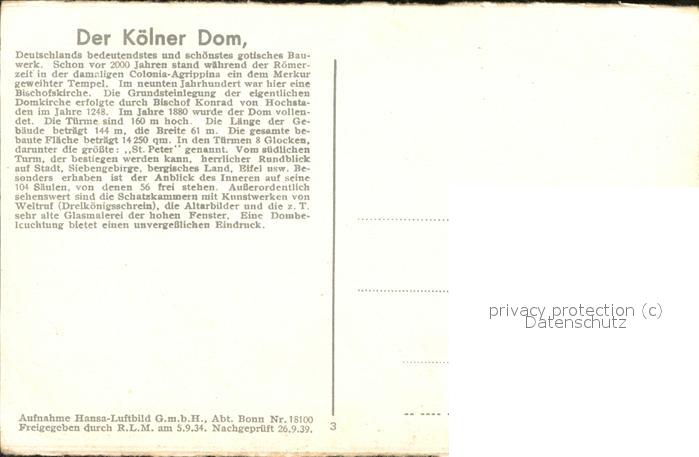 Der Kölner Dom,
Deutschlands bedeutendstes und schönstes gotisches Bau-
werk. Schon vor 2000 Jahren stand während der Römer-
zeit in der damaligen Colonia-Agrippina ein dem Merkur
geweihter Tempel. Im neunten Jahrhundert war hier eine
Bischofskirche. Die Grundsteinlegung der eigentlichen
Domkirche erfolgte durch Bischof Konrad von Hochsta-
den im Jahre 1248. Im Jahre 1880 wurde der Dom vollen-
det. Die Türme sind 160 m hoch. Die Länge der Ge-
bäude beträgt 144 m, die Breite 61 m. Die gesamte be-
baute Fläche beträgt 14250 qm. In den Türmen 8 Glocken,
darunter die größte: „St. Peter" genannt. Vom südlichen
Turm, der bestiegen werden kann, herrlicher Rundblick
auf Stadt, Siebengebirge, bergisches Land, Eifel usw. Be-
sonders erhaben ist der Anblick des Inneren auf seine
104 Säulen, von denen 56 frei stehen. Außerordentlich
sehenswert sind die Schatzkammern mit Kunstwerken von
Weltruf (Dreikönigsschrein), die Altarbilder und die z. T.
sehr alte Glasmalerei der hohen Fenster. Eine Dombe-
leuchtung bietet einen unvergeßlichen Eindruck.
privacy protection (c)
Datenschutz
Aufnahme Hansa-Luftbild G.m.b.H., Abt. Bonn Nr. 18100
Freigegeben durch R.L.M. am 5.9.34. Nachgeprüft 26.9.39.
3